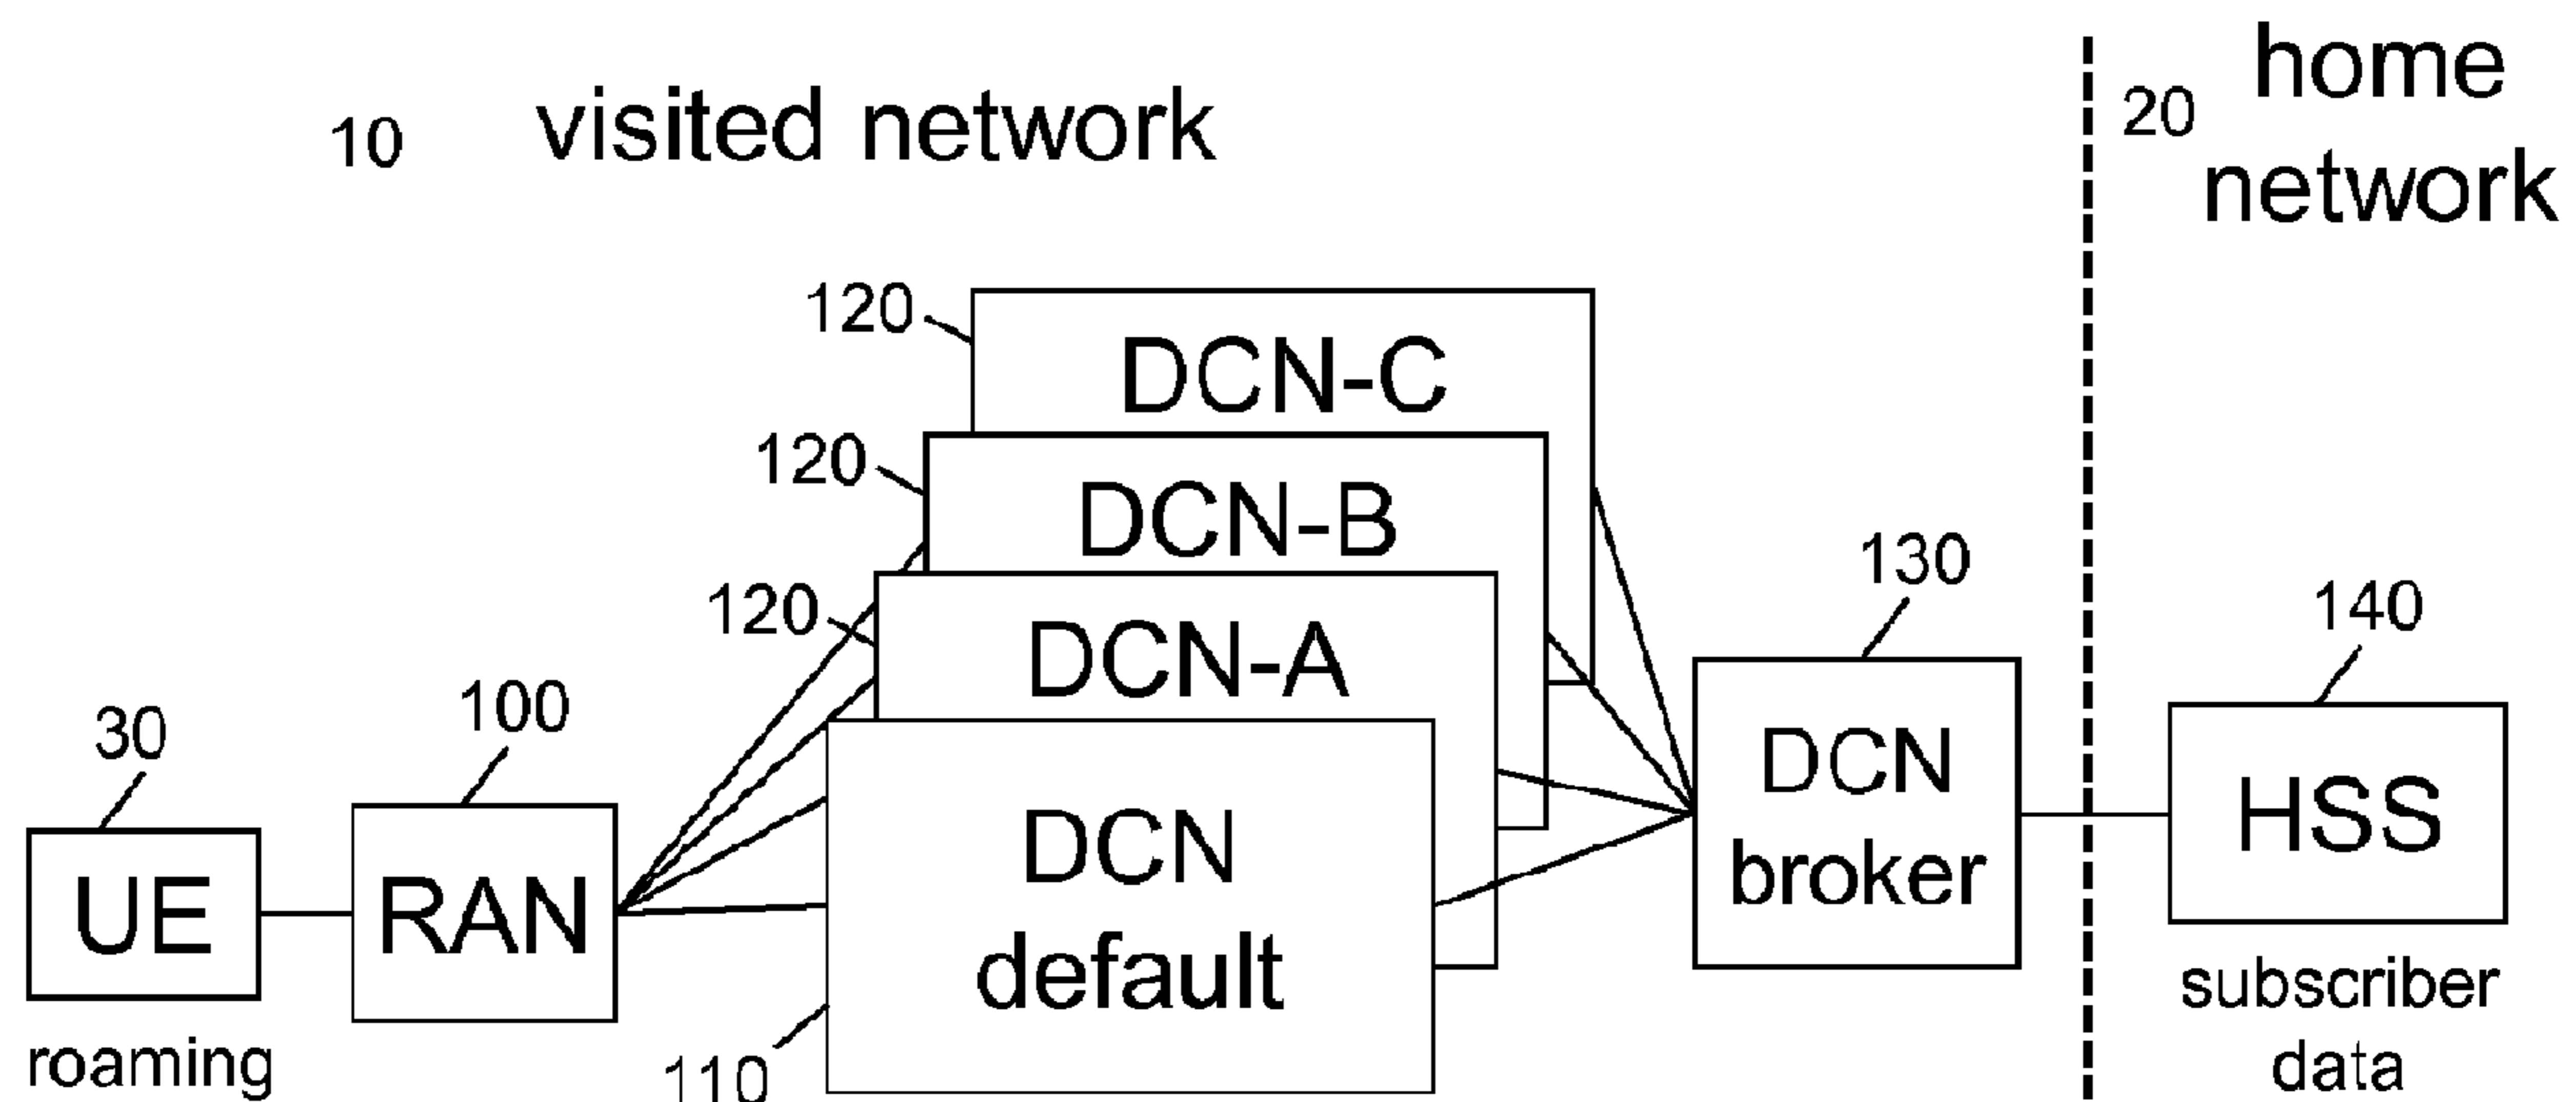 10 visited network
20 home
network
120
DCN-C
120
DCN-B
120
DCN-A
130
DCN
broker
140
HSS
subscriber
data
30
UE
roaming
100
RAN
DCN
default
110